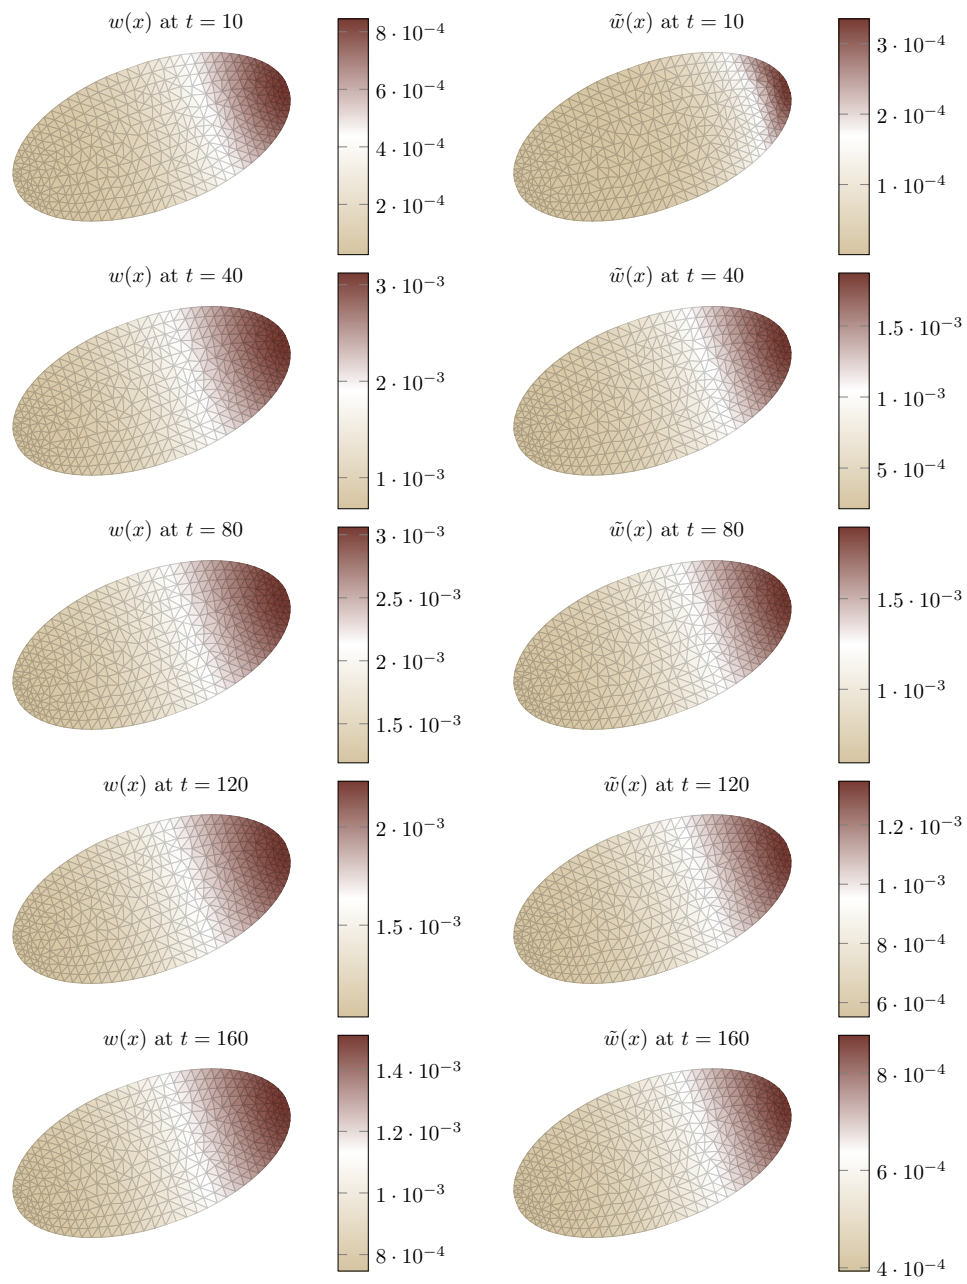 w(x) at t = 10
8 · 10⁻⁴
6 · 10⁻⁴
4 · 10⁻⁴
2 · 10⁻⁴
w̃(x) at t = 10
3 · 10⁻⁴
2 · 10⁻⁴
1 · 10⁻⁴
w(x) at t = 40
3 · 10⁻³
2 · 10⁻³
1 · 10⁻³
w̃(x) at t = 40
1.5 · 10⁻³
1 · 10⁻³
5 · 10⁻⁴
w(x) at t = 80
3 · 10⁻³
2.5 · 10⁻³
2 · 10⁻³
1.5 · 10⁻³
w̃(x) at t = 80
1.5 · 10⁻³
1 · 10⁻³
w(x) at t = 120
2 · 10⁻³
1.5 · 10⁻³
w̃(x) at t = 120
1.2 · 10⁻³
1 · 10⁻³
8 · 10⁻⁴
6 · 10⁻⁴
w(x) at t = 160
1.4 · 10⁻³
1.2 · 10⁻³
1 · 10⁻³
8 · 10⁻⁴
w̃(x) at t = 160
8 · 10⁻⁴
6 · 10⁻⁴
4 · 10⁻⁴